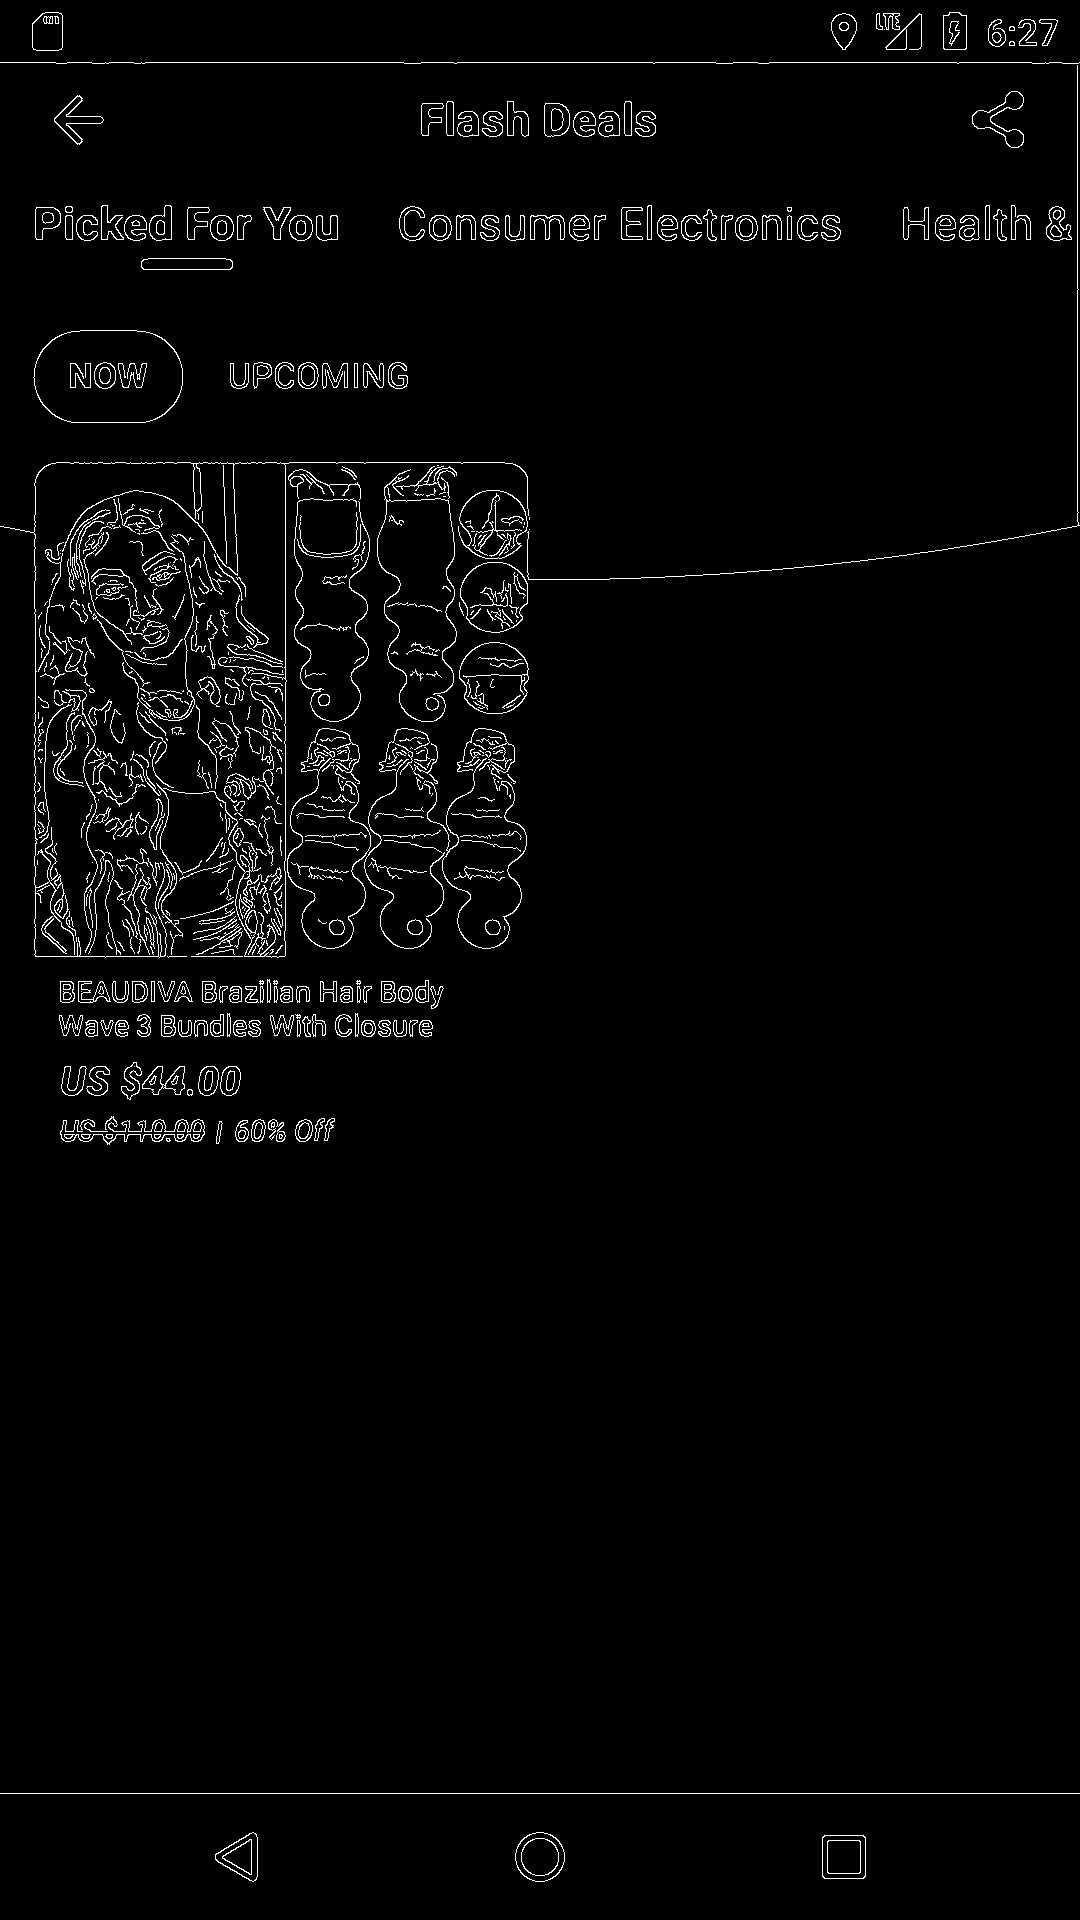 LTE 6:27
Flash Deals
Picked For You Consumer Electronics Health &
NOW UPCOMING
BEAUDIVA Brazilian Hair Body
Wave 3 Bundles With Closure
US $44.00
US $110.00 | 60% Off